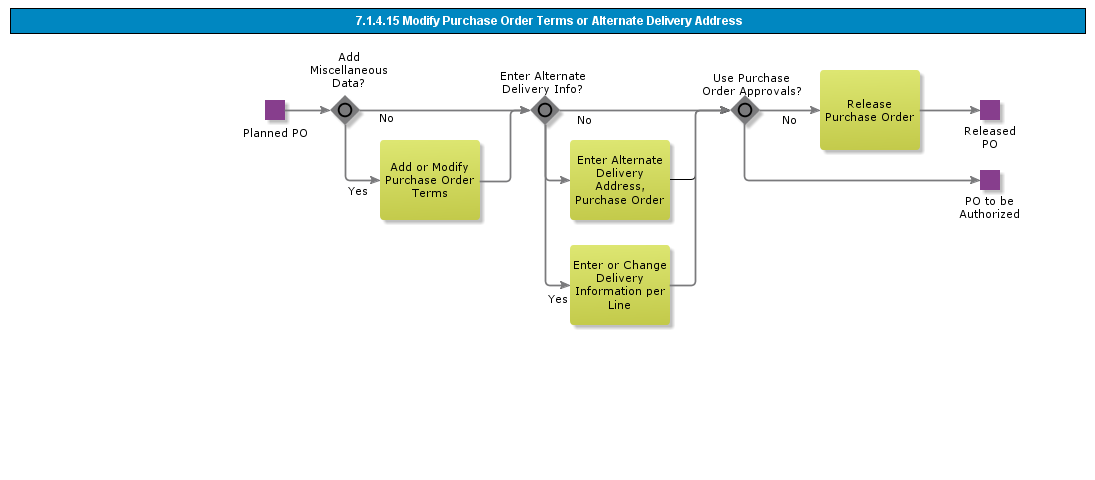 7.1.4.15 Modify Purchase Order Terms or Alternate Delivery Address
Add
Miscellaneous
Data?
Planned PO
No
Yes
Add or Modify
Purchase Order
Terms
Enter Alternate
Delivery Info?
No
Enter Alternate
Delivery
Address,
Purchase Order
Yes
Enter or Change
Delivery
Information per
Line
Use Purchase
Order Approvals?
No
Release
Purchase Order
Released
PO
PO to be
Authorized